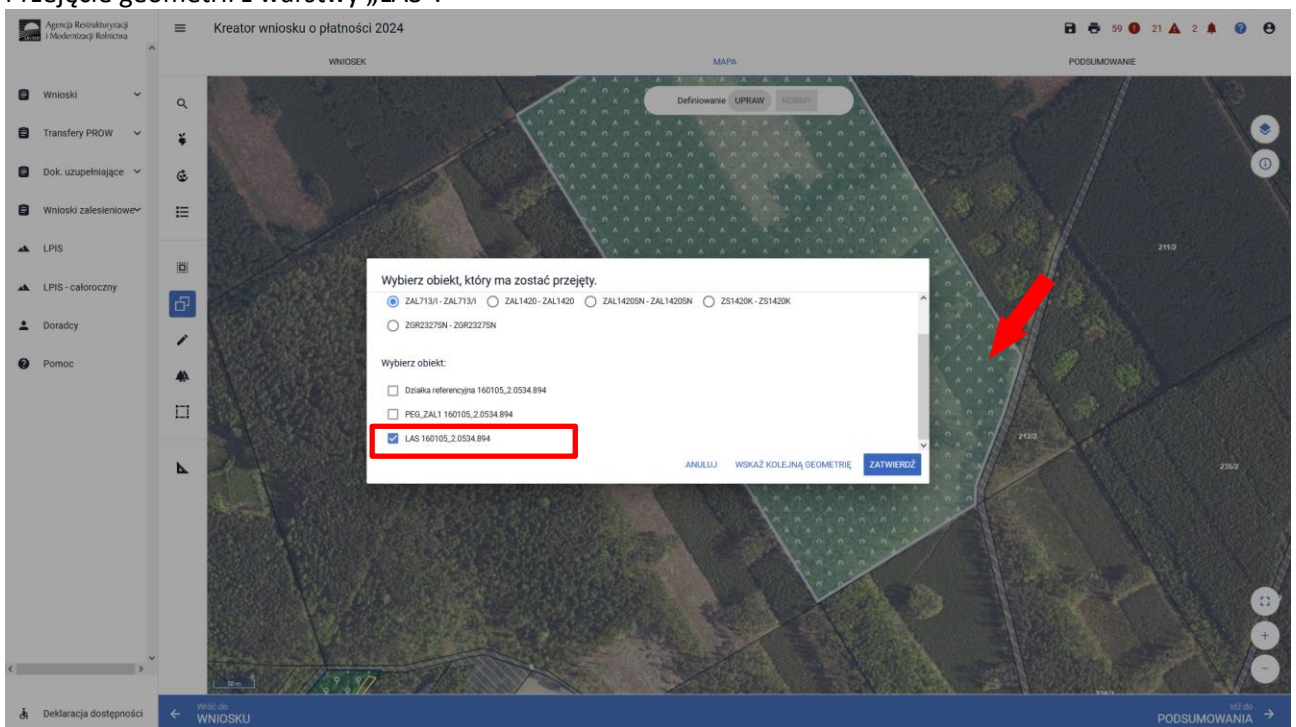 Przejęcie geometrii z warstwy „LAS".
Agencja Restrukturyzacji
i Modernizacji Rolnictwa
Kreator wniosku o płatności 2024
59 21 2
WNIOSEK MAPA PODSUMOWANIE
Wnioski
Transfery PROW
Dok. uzupełniające
Wnioski zalesieniowe
LPIS
LPIS - całoroczny
Doradcy
Pomoc
Definiowanie UPRAW NORMY
211/2
Wybierz obiekt, który ma zostać przejęty.
ZAL713/I - ZAL713/I ZAL1420 - ZAL1420 ZAL1420SN - ZAL1420SN ZS1420K - ZS1420K
ZGR2327SN - ZGR2327SN
Wybierz obiekt:
Działka referencyjna 160105_2.0534.894
PEG_ZAL1 160105_2.0534.894
LAS 160105_2.0534.894
ANULUJ WSKAŻ KOLEJNĄ GEOMETRIĘ ZATWIERDŹ
213/2
235/2
50 m
Deklaracja dostępności
Wróć do
WNIOSKU
Idź do
PODSUMOWANIA